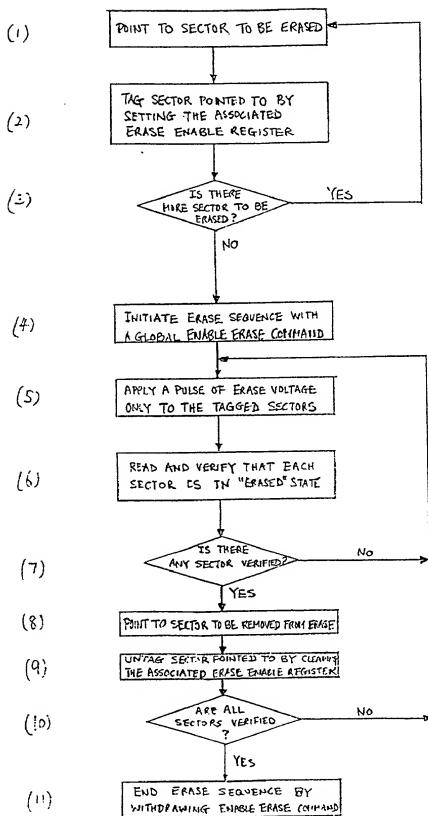 (1)
POINT TO SECTOR TO BE ERASED
(2)
TAG SECTOR POINTED TO BY
SETTING THE ASSOCIATED
ERASE ENABLE REGISTER
(3)
IS THERE
MORE SECTOR TO BE
ERASED?
YES
NO
(4)
INITIATE ERASE SEQUENCE WITH
A GLOBAL ENABLE ERASE COMMAND
(5)
APPLY A PULSE OF ERASE VOLTAGE
ONLY TO THE TAGGED SECTORS
(6)
READ AND VERIFY THAT EACH
SECTOR IS IN "ERASED" STATE
(7)
IS THERE
ANY SECTOR VERIFIED?
NO
YES
(8)
POINT TO SECTOR TO BE REMOVED FROM ERASE
(9)
UNTAG SECTOR POINTED TO BY CLEARING
THE ASSOCIATED ERASE ENABLE REGISTER
(10)
ARE ALL
SECTORS VERIFIED
?
NO
YES
(11)
END ERASE SEQUENCE BY
WITHDRAWING ENABLE ERASE COMMAND